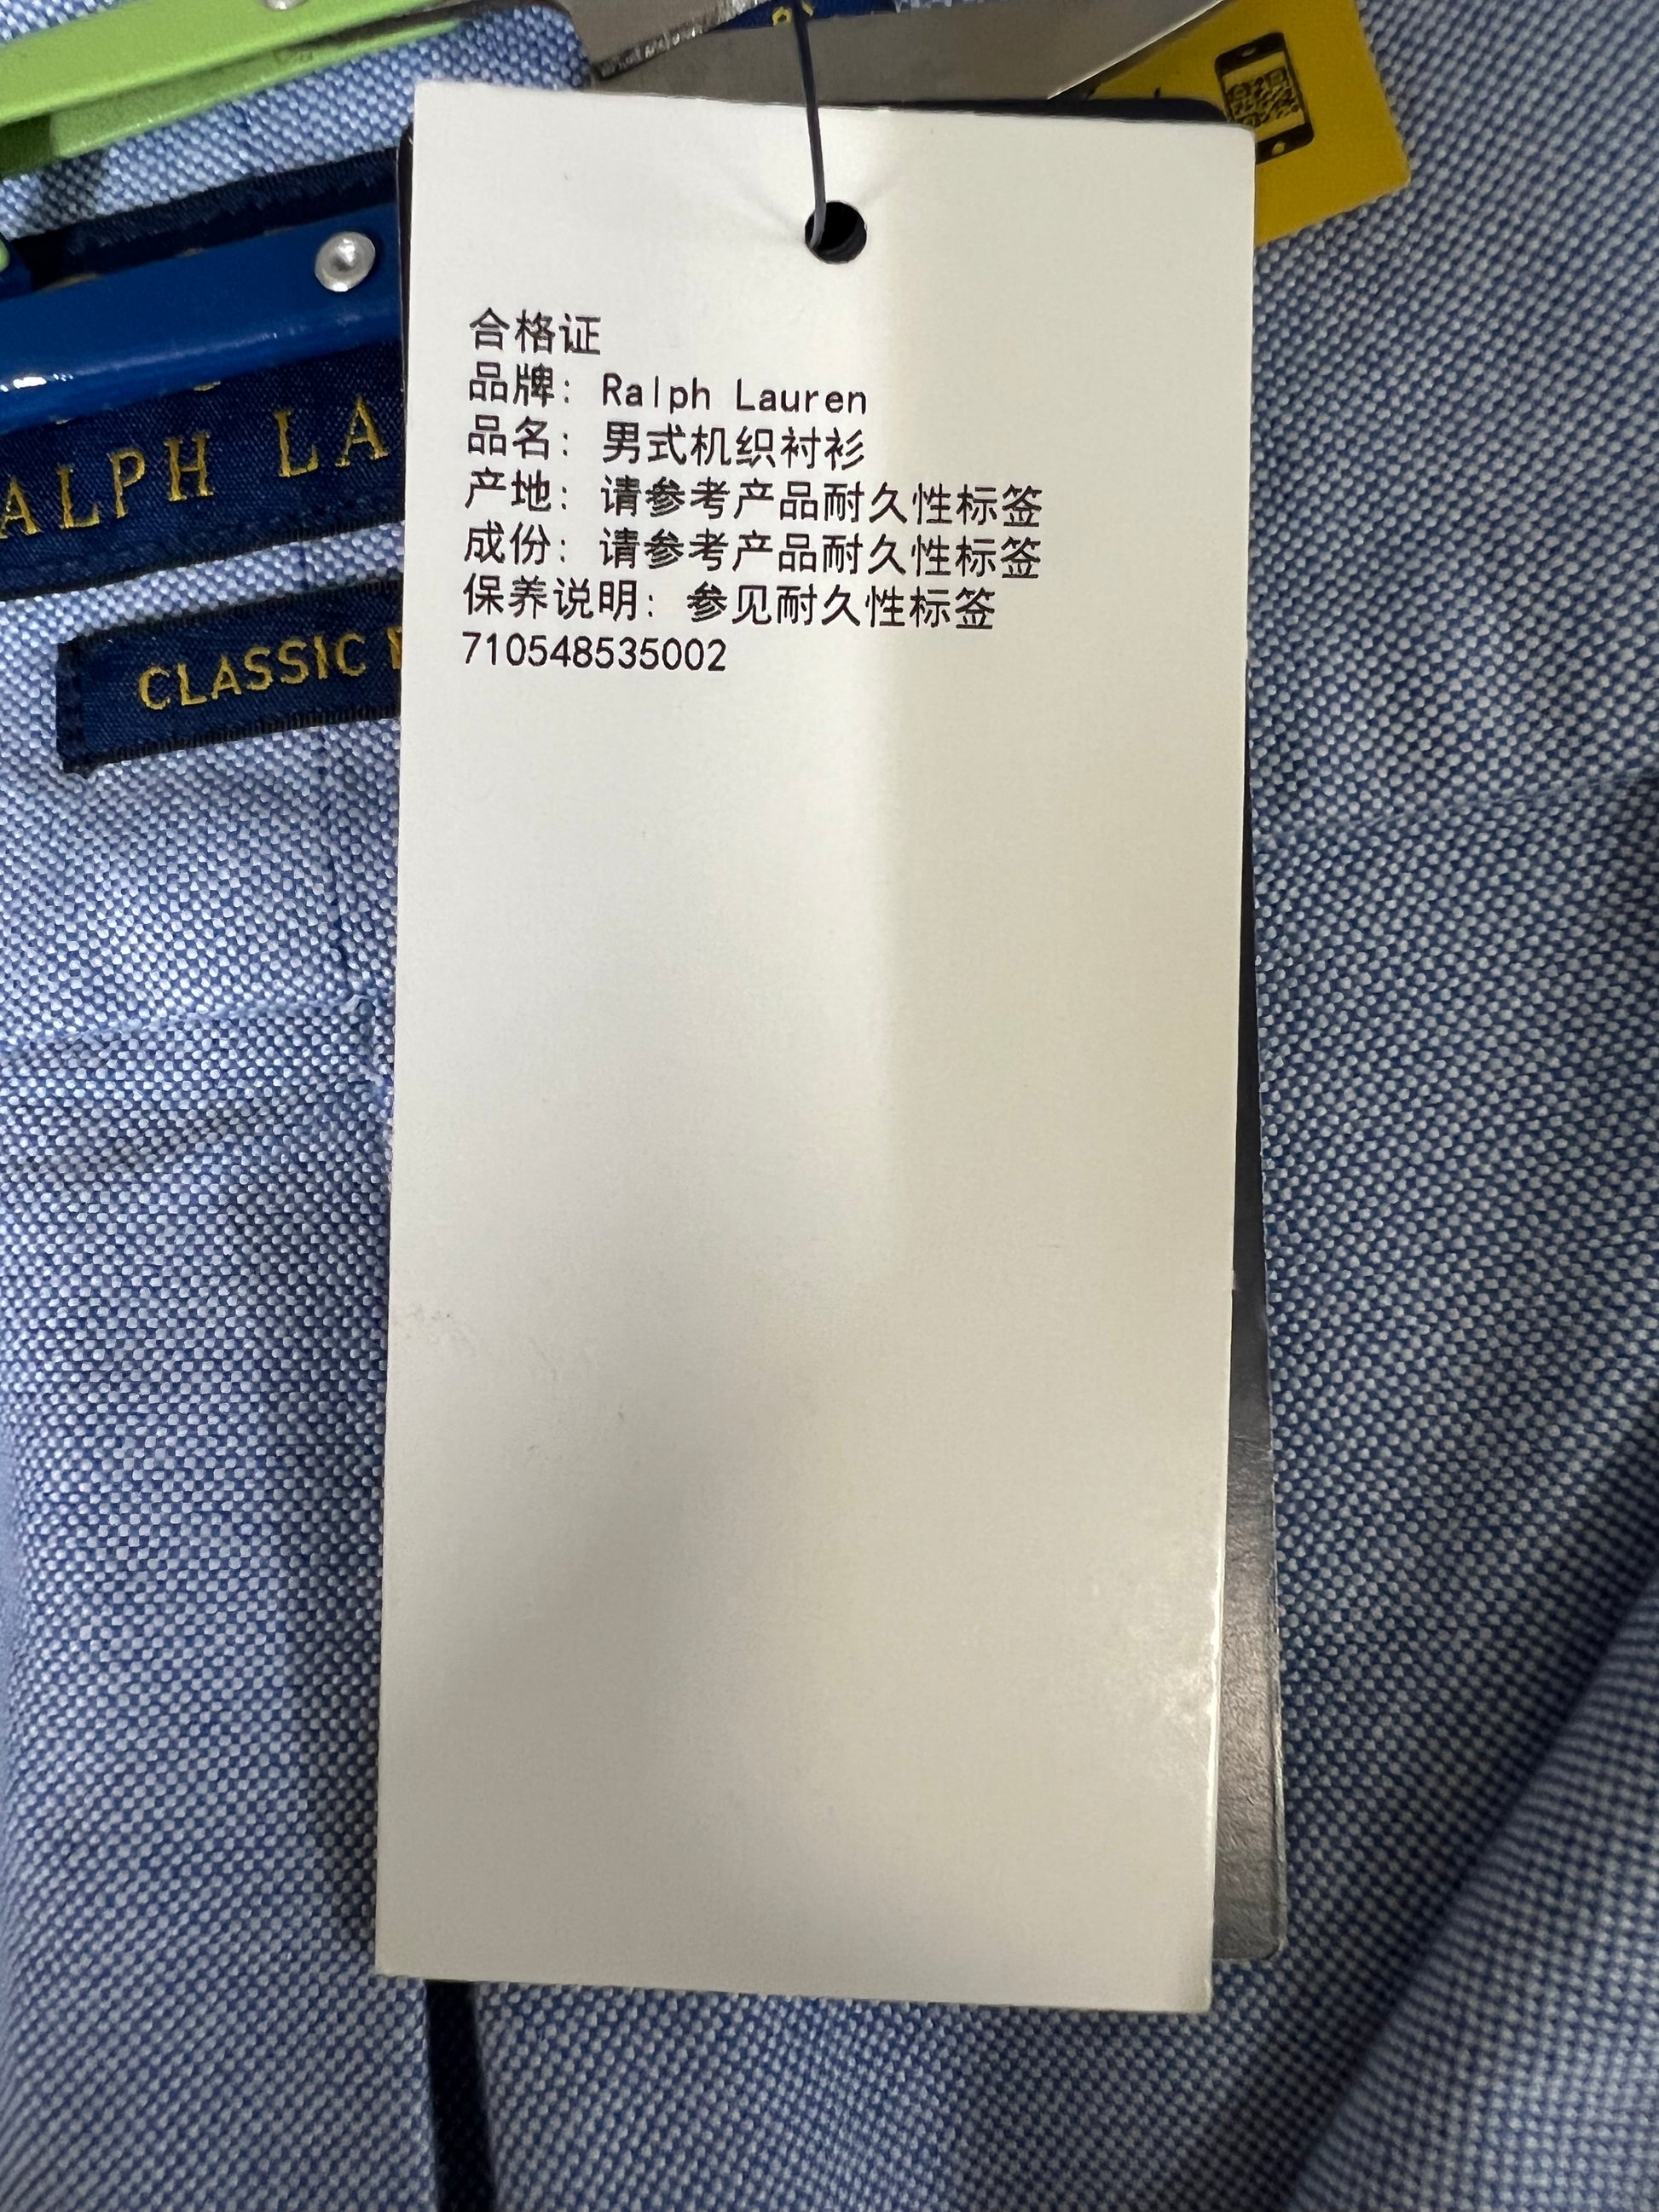 合格证
品牌: Ralph Lauren
品名: 男式机织衬衫
产地: 请参考产品耐久性标签
成份: 请参考产品耐久性标签
保养说明: 参见耐久性标签
710548535002
ALPH LA
CLASSIC